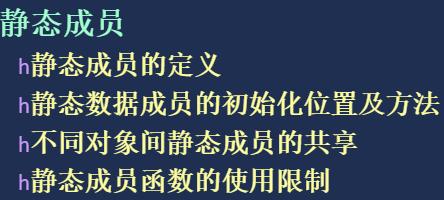 静态成员
h静态成员的定义
h静态数据成员的初始化位置及方法
h不同对象间静态成员的共享
h静态成员函数的使用限制